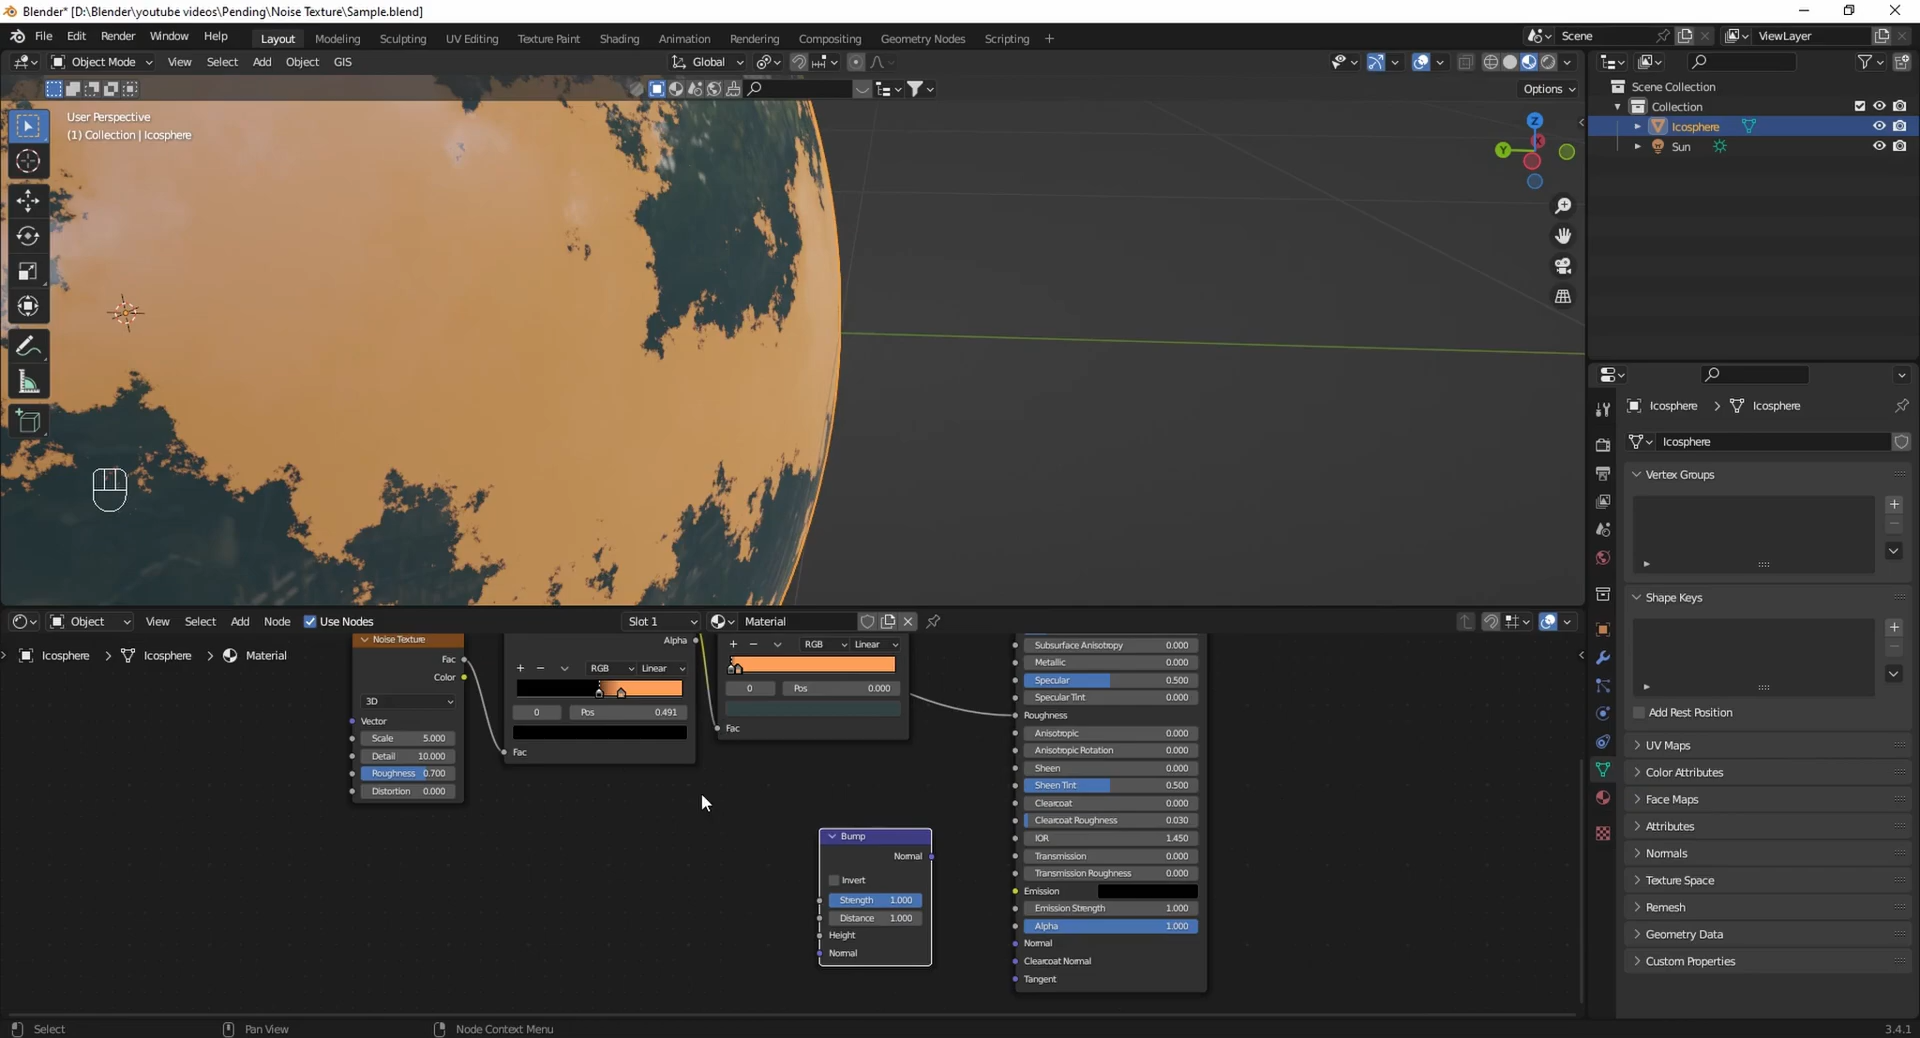 Blender* [D:\Blender\youtube videos\Pending\Noise Texture\Sample.blend]
File Edit Render Window Help Layout Modeling Sculpting UV Editing Texture Paint Shading Animation Rendering Compositing Geometry Nodes Scripting + Scene ViewLayer
Object Mode View Select Add Object GIS Global
Options
User Perspective
(1) Collection | Icosphere
Z
X
Y
Scene Collection
Collection
Icosphere
Sun
Icosphere > Icosphere
Icosphere
Vertex Groups
Shape Keys
Add Rest Position
UV Maps
Color Attributes
Face Maps
Attributes
Normals
Texture Space
Remesh
Geometry Data
Custom Properties
Object View Select Add Node Use Nodes Slot 1 Material
Icosphere > Icosphere > Material
Noise Texture
Fac
Color
3D
Vector
Scale 5.000
Detail 10.000
Roughness 0.700
Distortion 0.000
Alpha
RGB Linear
0 Pos 0.491
Fac
RGB Linear
0 Pos 0.000
Fac
Bump
Normal
Invert
Strength 1.000
Distance 1.000
Height
Normal
Subsurface Anisotropy 0.000
Metallic 0.000
Specular 0.500
Specular Tint 0.000
Roughness
Anisotropic 0.000
Anisotropic Rotation 0.000
Sheen 0.000
Sheen Tint 0.500
Clearcoat 0.000
Clearcoat Roughness 0.030
IOR 1.450
Transmission 0.000
Transmission Roughness 0.000
Emission
Emission Strength 1.000
Alpha 1.000
Normal
Clearcoat Normal
Tangent
Select Pan View Node Context Menu 3.4.1